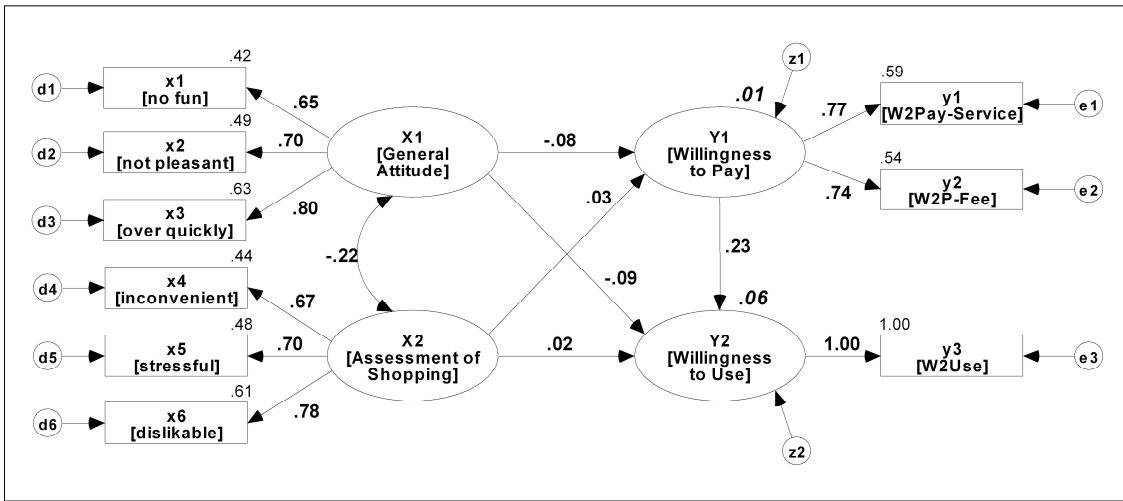 d1
.42
x1
[no fun]
.65
d2
.49
x2
[not pleasant]
.70
d3
.63
x3
[over quickly]
.80
d4
.44
x4
[inconvenient]
.67
d5
.48
x5
[stressful]
.70
d6
.61
x6
[dislikable]
.78
X1
[General
Attitude]
-.22
X2
[Assessment of
Shopping]
-.08
.03
-.09
.02
z1
.01
Y1
[Willingness
to Pay]
.23
.06
Y2
[Willingness
to Use]
z2
.77
.59
y1
[W2Pay-Service]
e1
.74
.54
y2
[W2P-Fee]
e2
1.00
1.00
y3
[W2Use]
e3